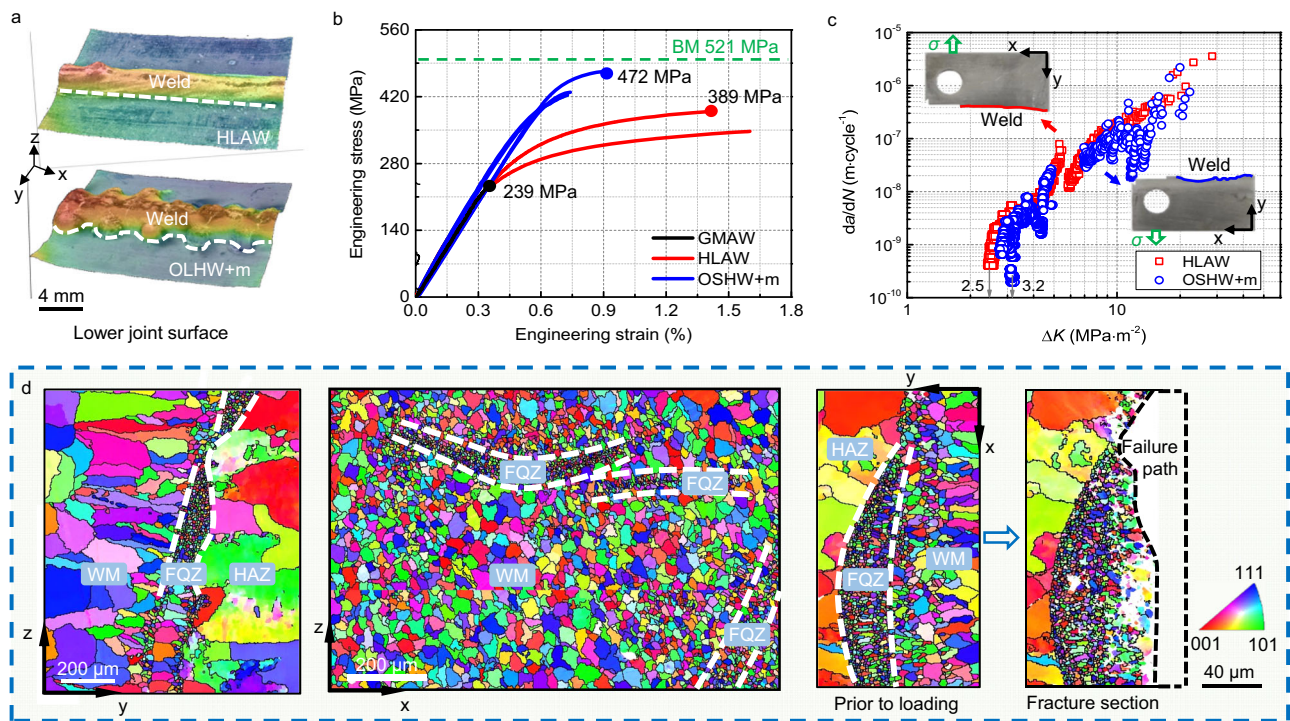 a
Weld
HLAW
z
y
x
Weld
OLHW+m
4 mm
Lower joint surface
b
Engineering stress (MPa)
560
420
280
140
0
BM 521 MPa
472 MPa
389 MPa
239 MPa
GMAW
HLAW
OSHW+m
0.0
0.3
0.6
0.9
1.2
1.5
1.8
Engineering strain (%)
c
da/dN (m·cycle⁻¹)
10⁻⁵
10⁻⁶
10⁻⁷
10⁻⁸
10⁻⁹
10⁻¹⁰
σ
x
y
Weld
Weld
y
σ
x
HLAW
OSHW+m
2.5
3.2
10⁰
10¹
ΔK (MPa·m⁻²)
d
WM
FQZ
HAZ
z
200 μm
y
FQZ
FQZ
WM
FQZ
z
200 μm
x
y
x
HAZ
FQZ
WM
Prior to loading
Failure
path
Fracture section
111
001
101
40 μm